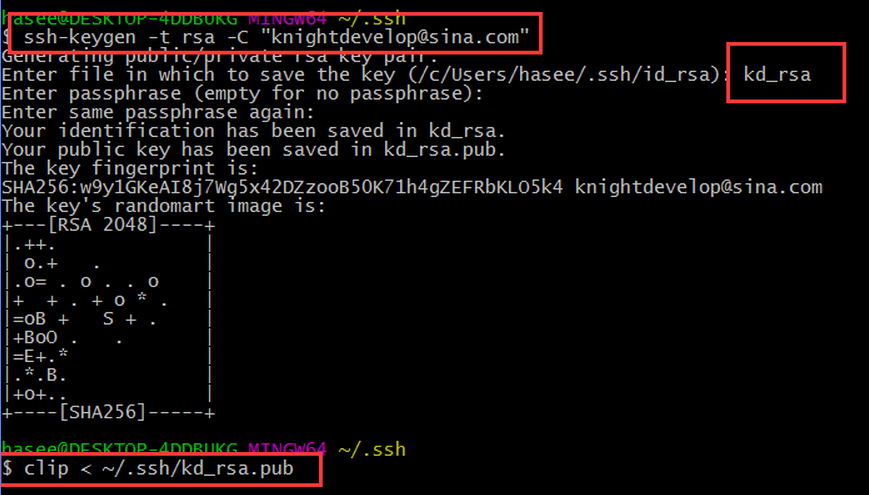 hasee@DESKTOP-4DDBUKG MINGW64 ~/.ssh
$ ssh-keygen -t rsa -C "knightdevelop@sina.com"
Generating public/private rsa key pair.
Enter file in which to save the key (/c/Users/hasee/.ssh/id_rsa): kd_rsa
Enter passphrase (empty for no passphrase):
Enter same passphrase again:
Your identification has been saved in kd_rsa.
Your public key has been saved in kd_rsa.pub.
The key fingerprint is:
SHA256:w9y1GKeAI8j7Wg5x42DZzooB5OK71h4gZEFRbKLO5k4 knightdevelop@sina.com
The key's randomart image is:
+---[RSA 2048]----+
|.++.             |
| o.+   .         |
|.o= . o . . o    |
|+  + . + o * .   |
|=oB +   S + .    |
|+BoO .   .       |
|=E+.*            |
|.*.B.            |
|+o+..            |
+----[SHA256]-----+
hasee@DESKTOP-4DDBUKG MINGW64 ~/.ssh
$ clip < ~/.ssh/kd_rsa.pub